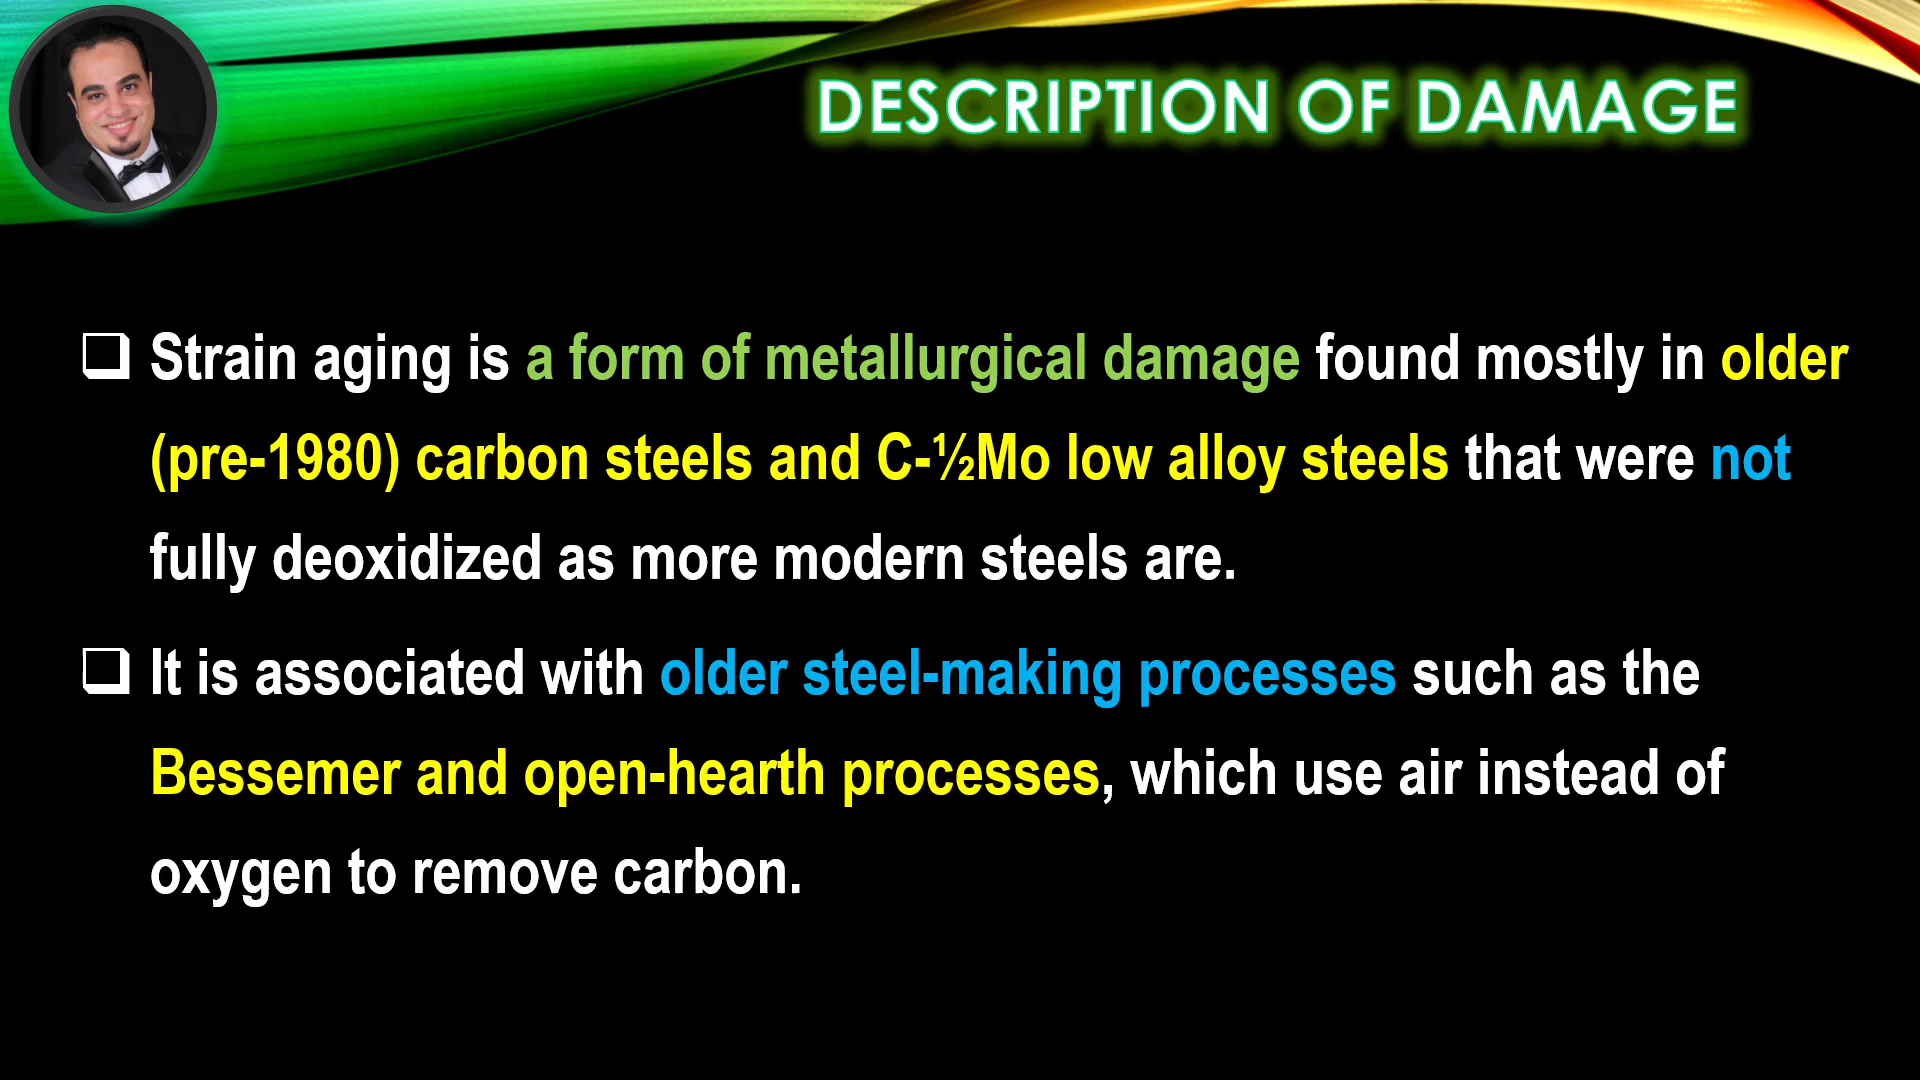 DESCRIPTION OF DAMAGE
❑ Strain aging is a form of metallurgical damage found mostly in older
(pre-1980) carbon steels and C-½Mo low alloy steels that were not
fully deoxidized as more modern steels are.
❑ It is associated with older steel-making processes such as the
Bessemer and open-hearth processes, which use air instead of
oxygen to remove carbon.